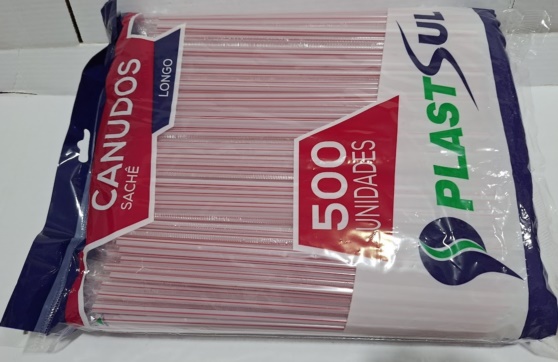 CANUDOS
SACHÊ
LONGO
500
UNIDADES
PLASTSUL